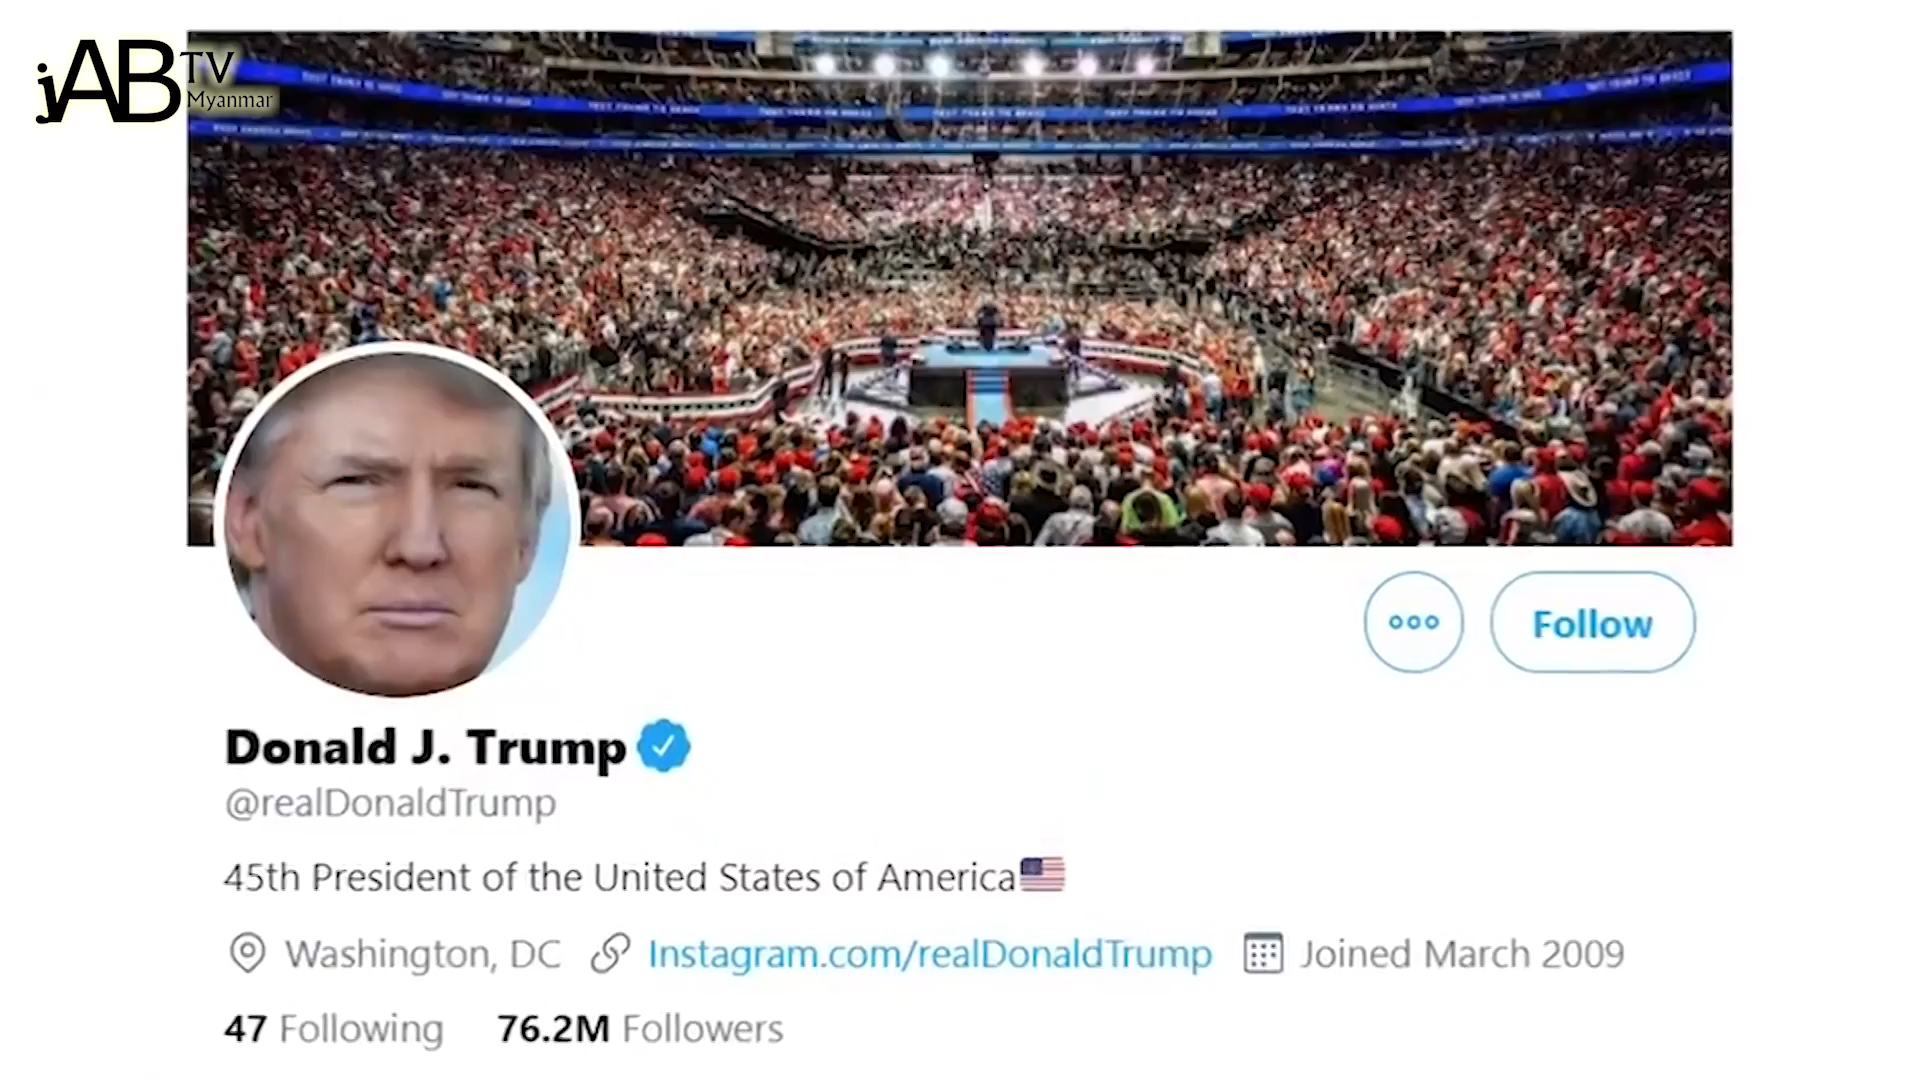 jAB TV
Myanmar
Follow
Donald J. Trump
@realDonaldTrump
45th President of the United States of America
Washington, DC Instagram.com/realDonaldTrump Joined March 2009
47 Following 76.2M Followers